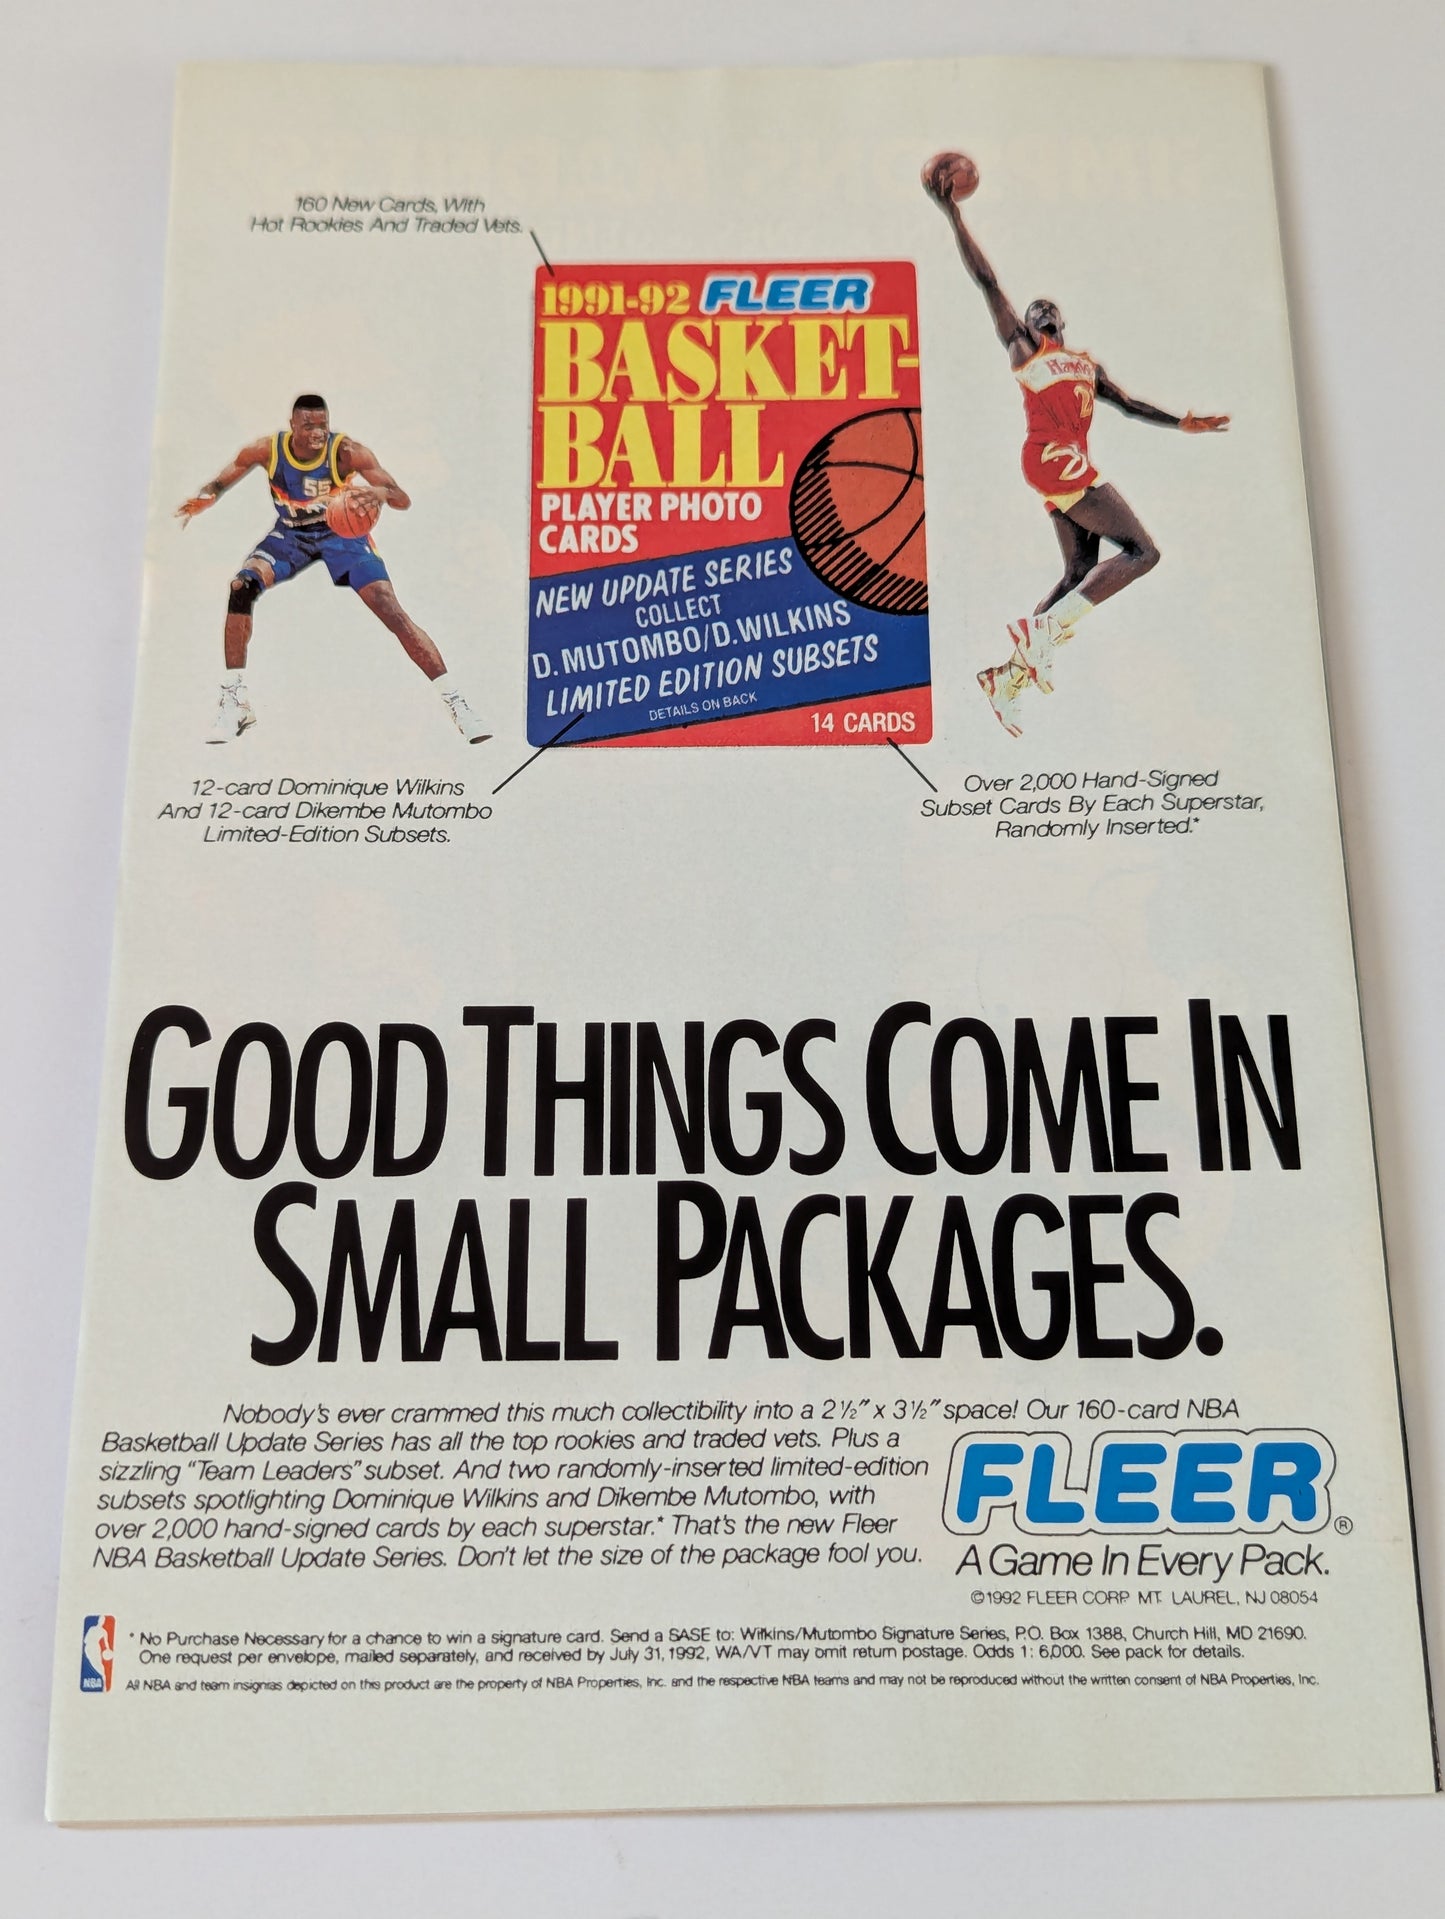 160 New Cards, With
Hot Rookies And Traded Vets.
1991-92 FLEER
BASKET-
BALL
PLAYER PHOTO
CARDS
NEW UPDATE SERIES
COLLECT
D. MUTOMBO/D. WILKINS
LIMITED EDITION SUBSETS
DETAILS ON BACK
14 CARDS
55
Hawks
2
12-card Dominique Wilkins
And 12-card Dikembe Mutombo
Limited-Edition Subsets.
Over 2,000 Hand-Signed
Subset Cards By Each Superstar,
Randomly Inserted.*
GOOD THINGS COME IN
SMALL PACKAGES.
Nobody's ever crammed this much collectibility into a 2½" x 3½" space! Our 160-card NBA
Basketball Update Series has all the top rookies and traded vets. Plus a
sizzling "Team Leaders" subset. And two randomly-inserted limited-edition
subsets spotlighting Dominique Wilkins and Dikembe Mutombo, with
over 2,000 hand-signed cards by each superstar.* That's the new Fleer
NBA Basketball Update Series. Don't let the size of the package fool you.
FLEER®
A Game In Every Pack.
©1992 FLEER CORP. MT. LAUREL, NJ 08054
* No Purchase Necessary for a chance to win a signature card. Send a SASE to: Wilkins/Mutombo Signature Series, P.O. Box 1388, Church Hill, MD 21690.
One request per envelope, mailed separately, and received by July 31, 1992, WA/VT may omit return postage. Odds 1: 6,000. See pack for details.
NBA
All NBA and team insignias depicted on this product are the property of NBA Properties, Inc. and the respective NBA teams and may not be reproduced without the written consent of NBA Properties, Inc.